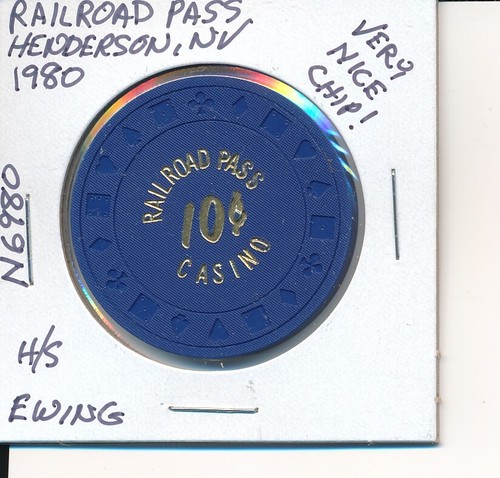 RAILROAD PASS
HENDERSON, NV
1980
VERY
NICE
CHIP!
RAILROAD PASS
10¢
CASINO
N6980
H/S
EWING